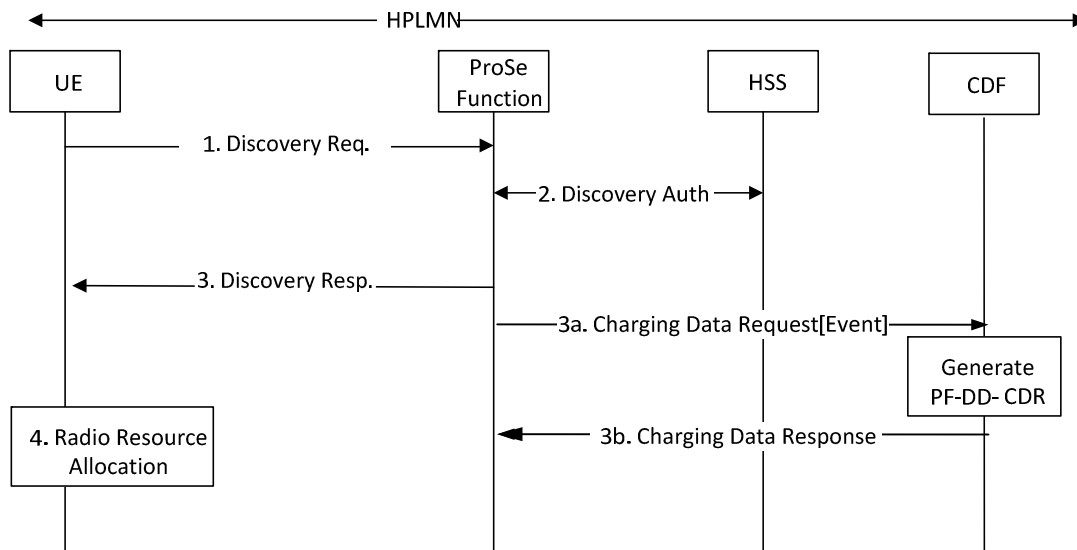 HPLMN
UE
ProSe
Function
HSS
CDF
1. Discovery Req.
2. Discovery Auth
3. Discovery Resp.
3a. Charging Data Request[Event]
Generate
PF-DD- CDR
4. Radio Resource
Allocation
3b. Charging Data Response